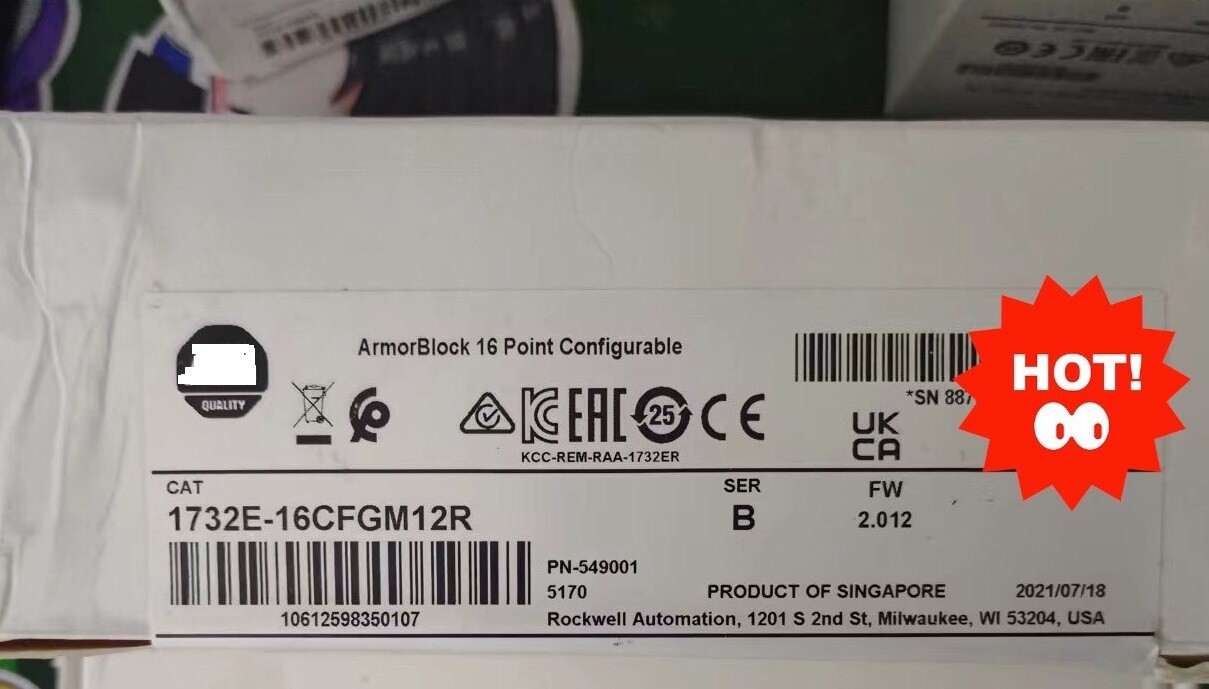 ArmorBlock 16 Point Configurable
QUALITY
25
KCC-REM-RAA-1732ER
*SN 887
UK
CA
HOT!
CAT
1732E-16CFGM12R
SER
B
FW
2.012
10612598350107
PN-549001
5170
PRODUCT OF SINGAPORE
2021/07/18
Rockwell Automation, 1201 S 2nd St, Milwaukee, WI 53204, USA